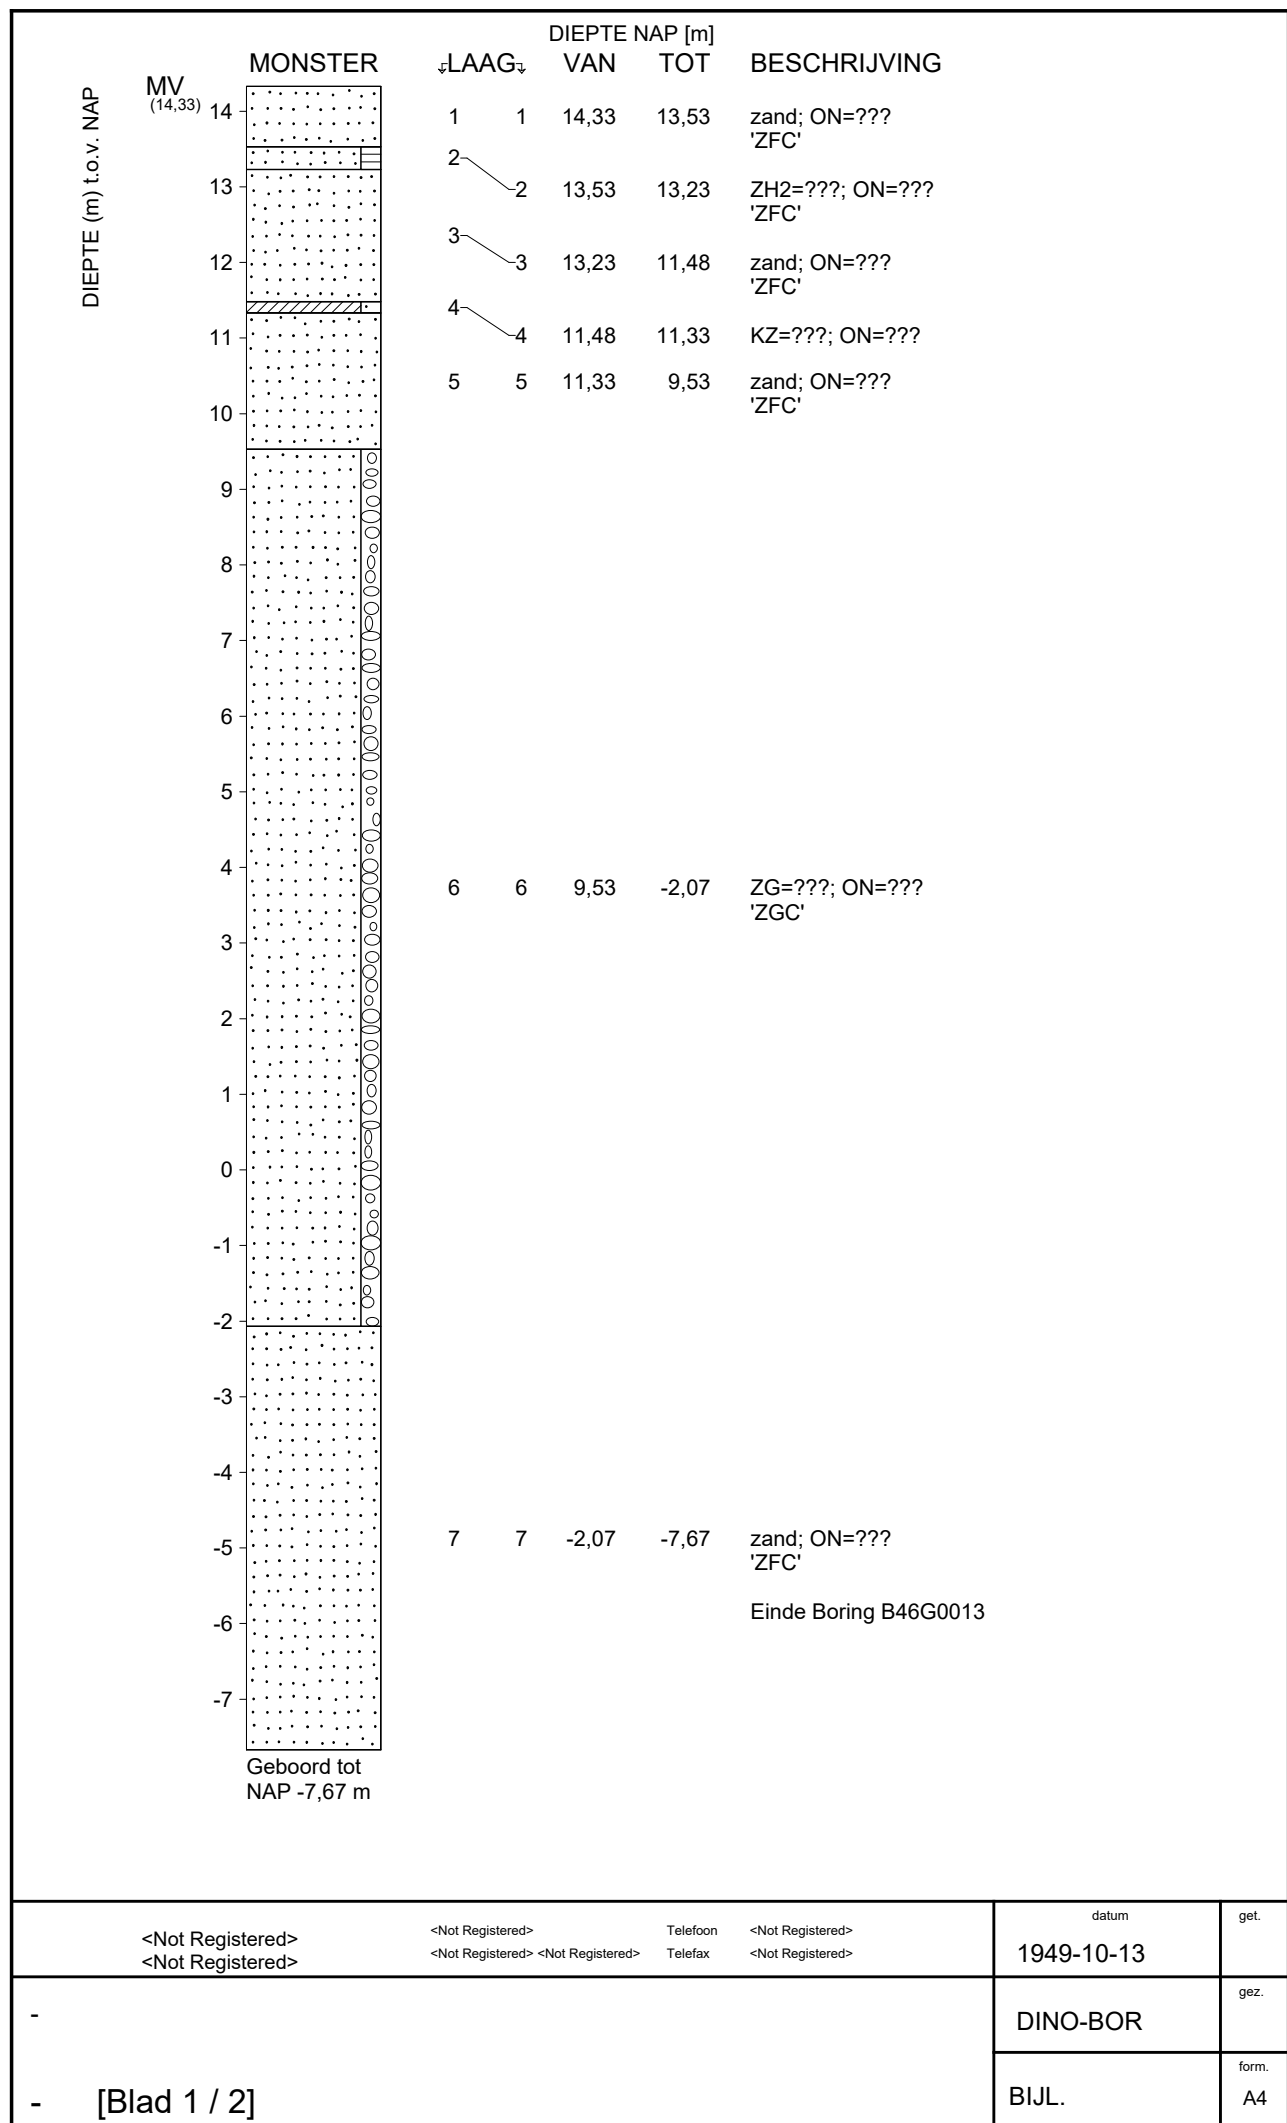 DIEPTE NAP [m]
MONSTER LAAG VAN TOT BESCHRIJVING
MV
(14,33)
DIEPTE (m) t.o.v. NAP
14
13
12
11
10
9
8
7
6
5
4
3
2
1
0
-1
-2
-3
-4
-5
-6
-7
1 1 14,33 13,53 zand; ON=???
'ZFC'
2 2 13,53 13,23 ZH2=???; ON=???
'ZFC'
3 3 13,23 11,48 zand; ON=???
'ZFC'
4 4 11,48 11,33 KZ=???; ON=???
5 5 11,33 9,53 zand; ON=???
'ZFC'
6 6 9,53 -2,07 ZG=???; ON=???
'ZGC'
7 7 -2,07 -7,67 zand; ON=???
'ZFC'
Einde Boring B46G0013
Geboord tot
NAP -7,67 m
<Not Registered>
<Not Registered>
<Not Registered> Telefoon <Not Registered>
<Not Registered> <Not Registered> Telefax <Not Registered>
datum
1949-10-13
get.
-
DINO-BOR
gez.
- [Blad 1 / 2]
BIJL.
form.
A4